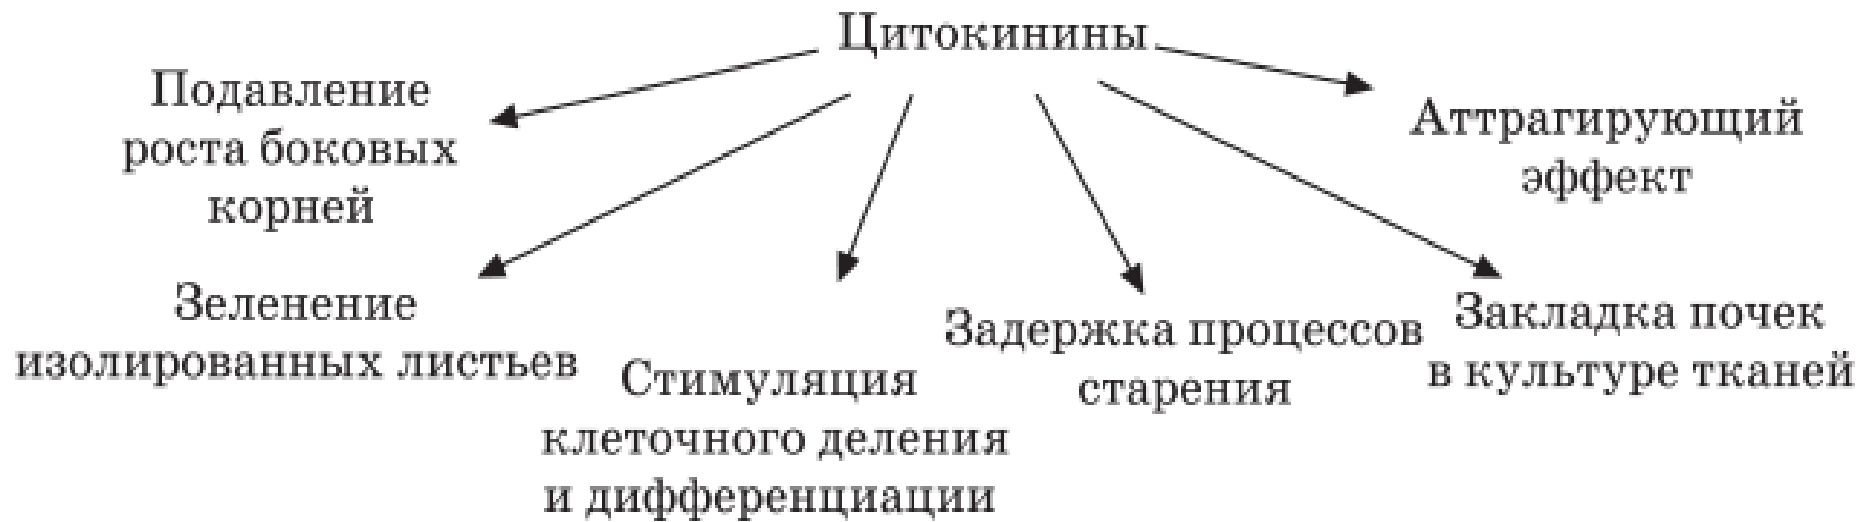 Цитокинины
Подавление
роста боковых
корней
Зеленение
изолированных листьев
Стимуляция
клеточного деления
и дифференциации
Задержка процессов
старения
Закладка почек
в культуре тканей
Аттрагирующий
эффект